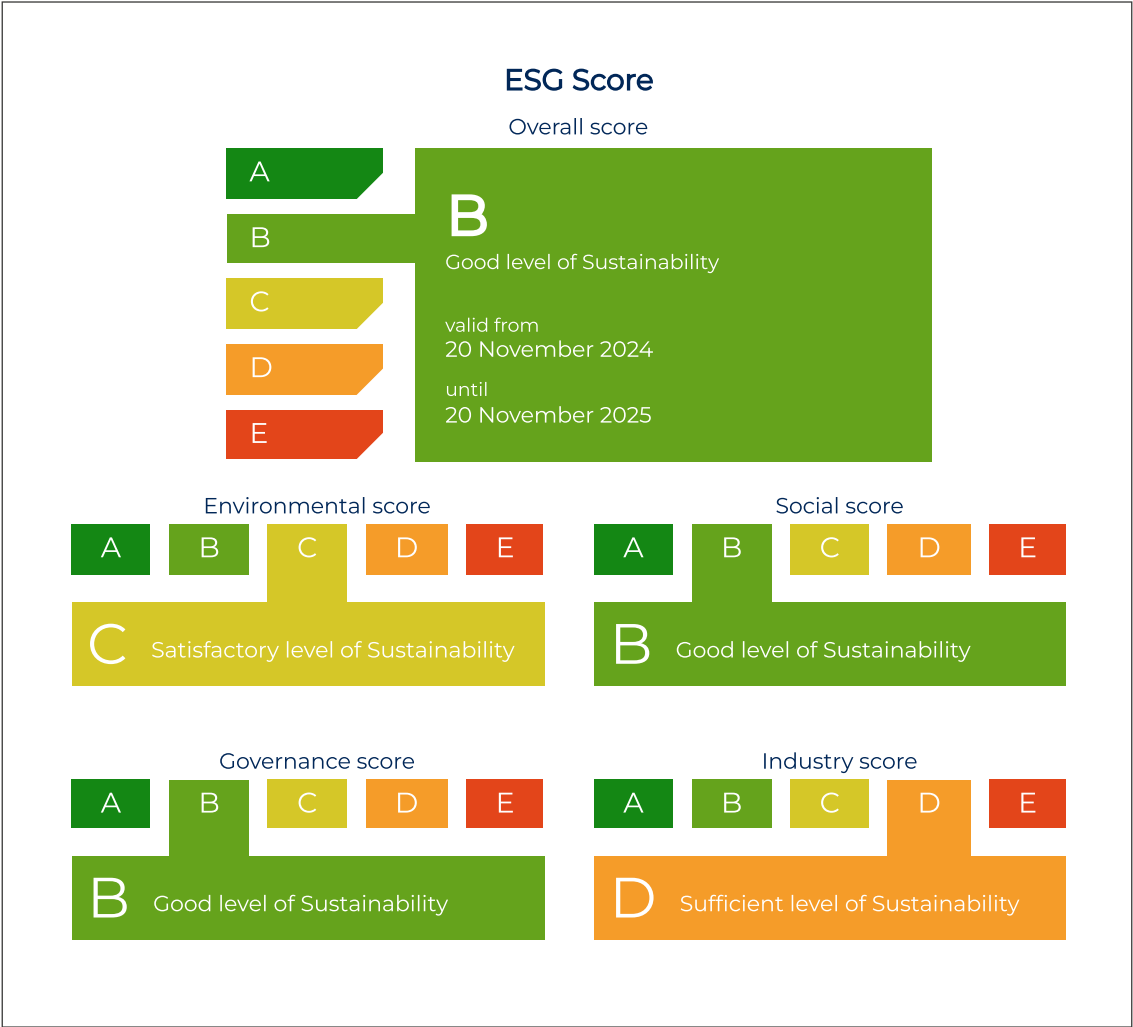 ESG Score
Overall score
A
B
C
D
E
B
Good level of Sustainability
valid from
20 November 2024
until
20 November 2025
Environmental score
A B C D E
C Satisfactory level of Sustainability
Social score
A B C D E
B Good level of Sustainability
Governance score
A B C D E
B Good level of Sustainability
Industry score
A B C D E
D Sufficient level of Sustainability